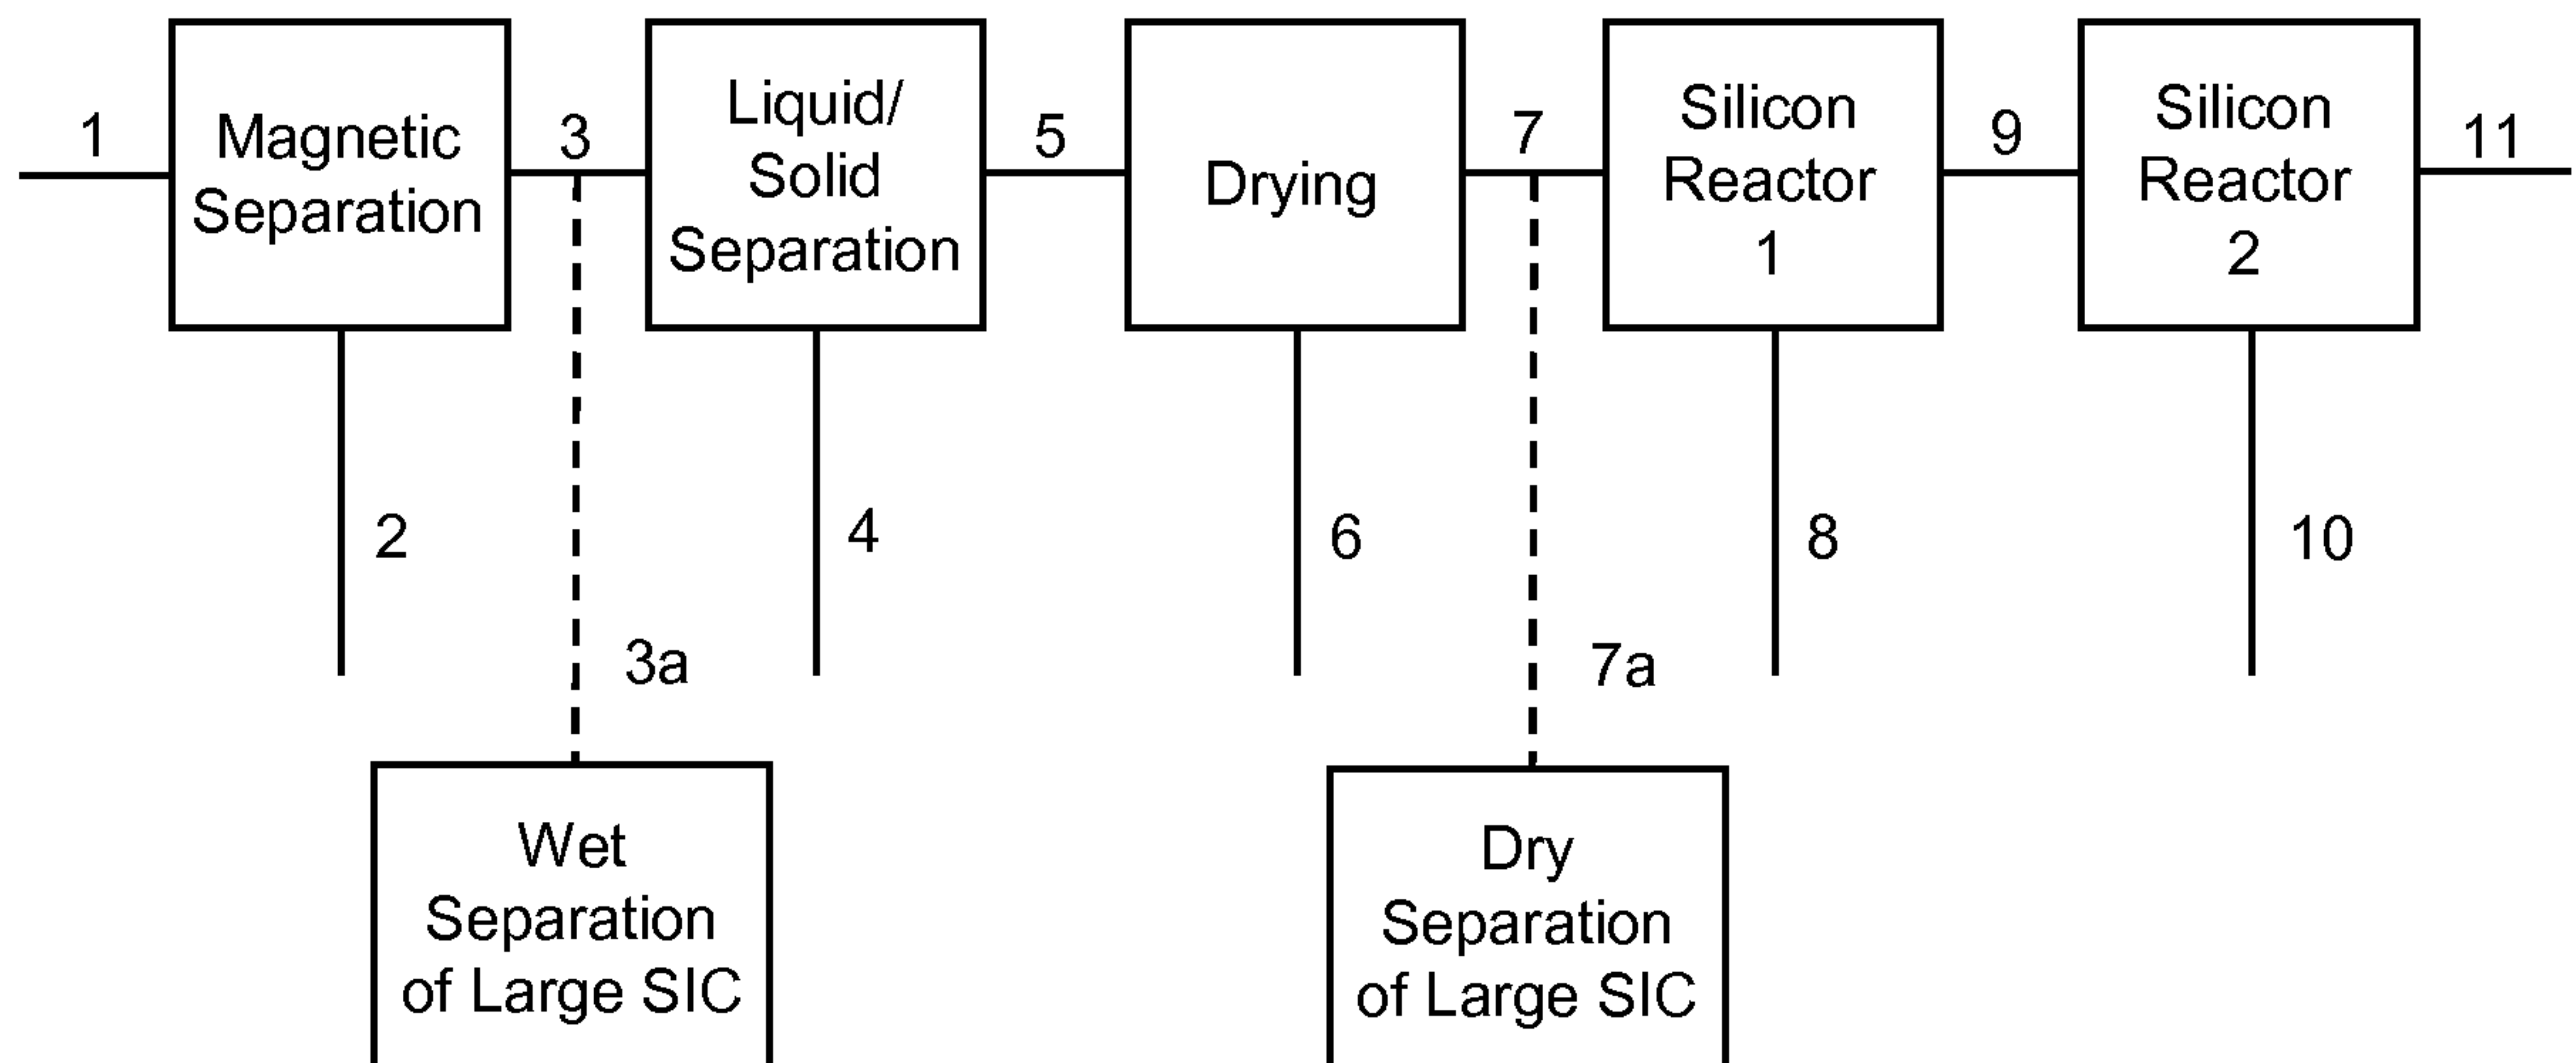 1
Magnetic
Separation
3
Liquid/
Solid
Separation
5
Drying
7
Silicon
Reactor
1
9
Silicon
Reactor
2
11
2
4
6
8
10
3a
7a
Wet
Separation
of Large SIC
Dry
Separation
of Large SIC